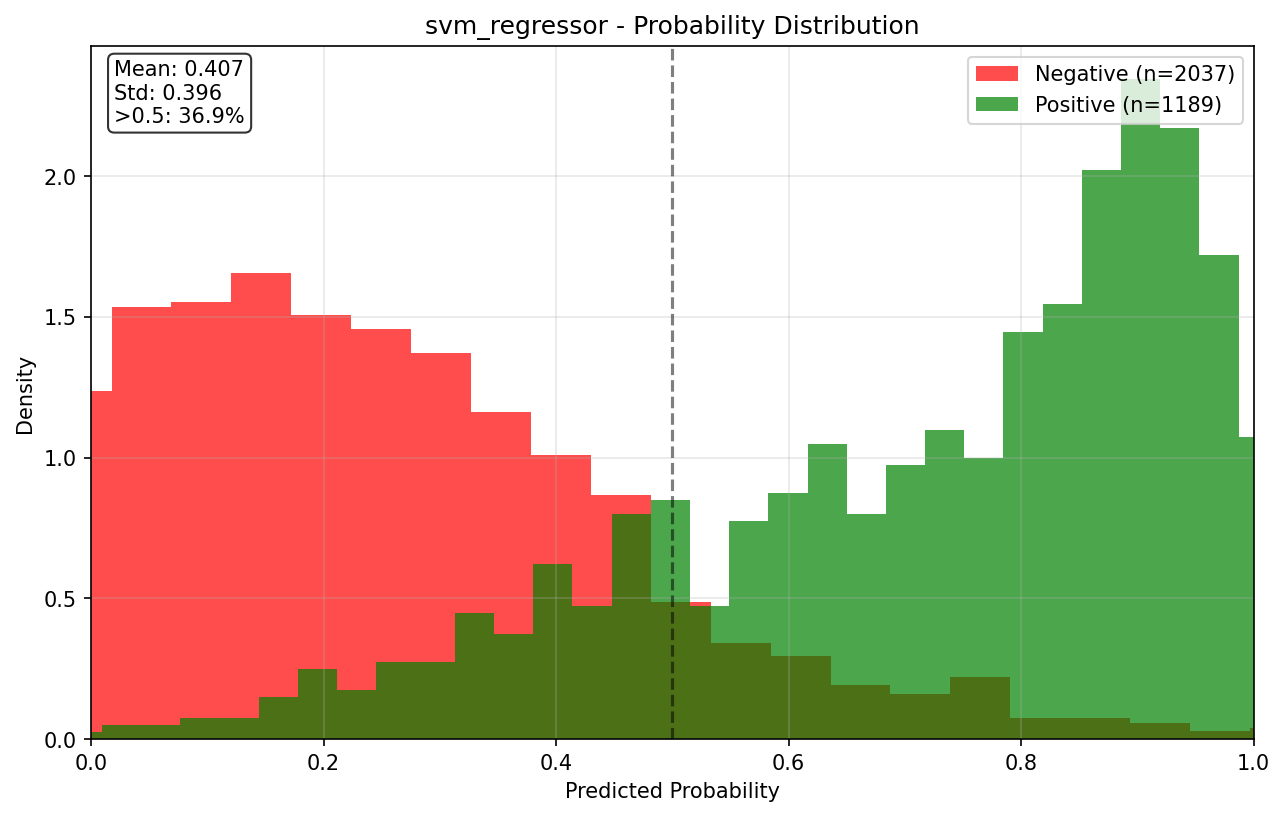 svm_regressor - Probability Distribution
Mean: 0.407
Std: 0.396
>0.5: 36.9%
Negative (n=2037)
Positive (n=1189)
Density
2.0
1.5
1.0
0.5
0.0
0.0 0.2 0.4 0.6 0.8 1.0
Predicted Probability